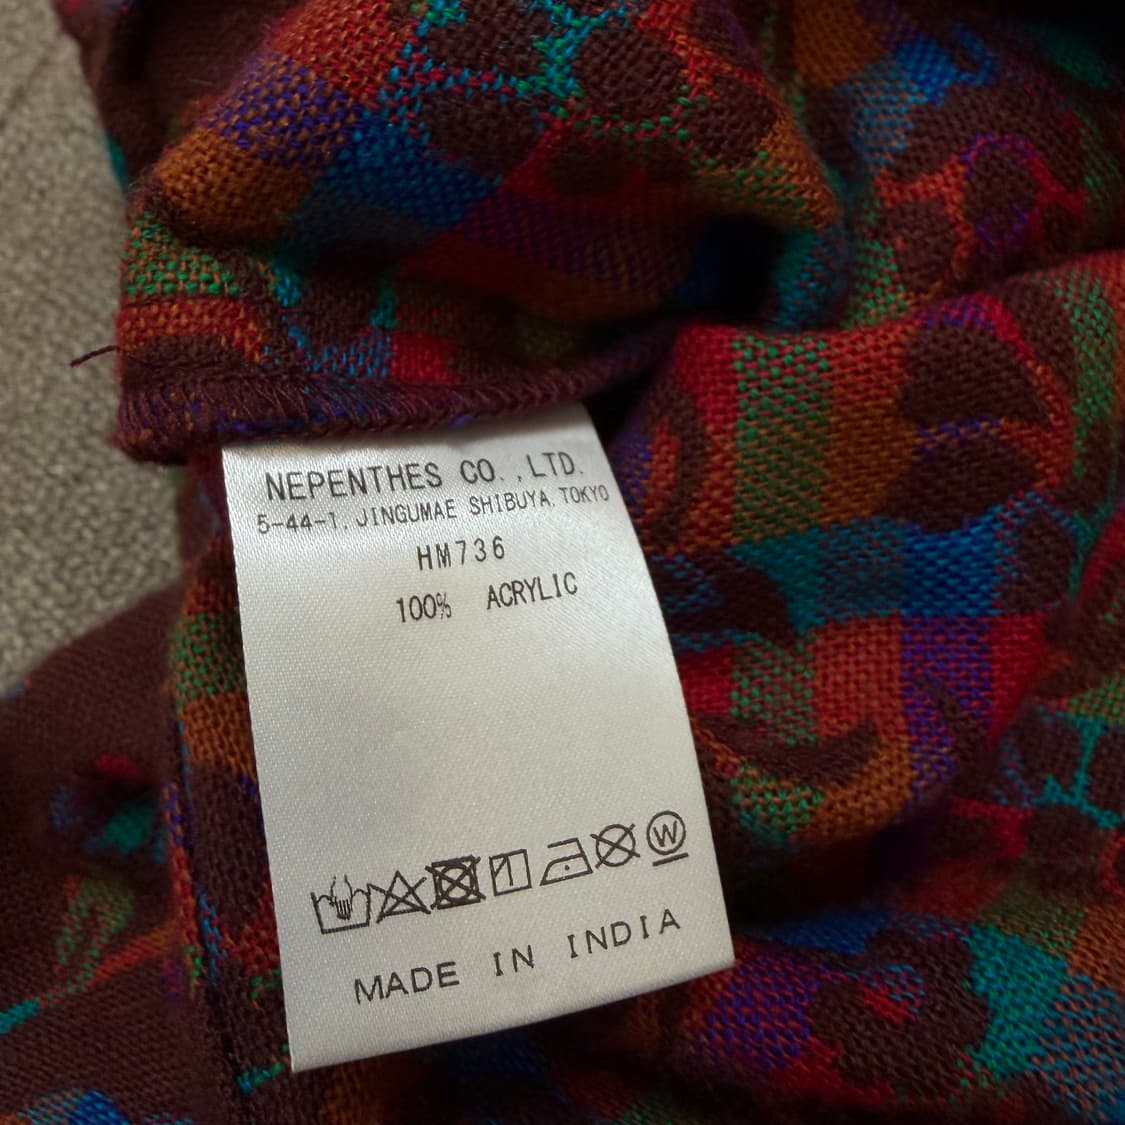 NEPENTHES CO.,LTD.
5-44-1, JINGUMAE SHIBUYA, TOKYO
HM736
100% ACRYLIC
W
MADE IN INDIA